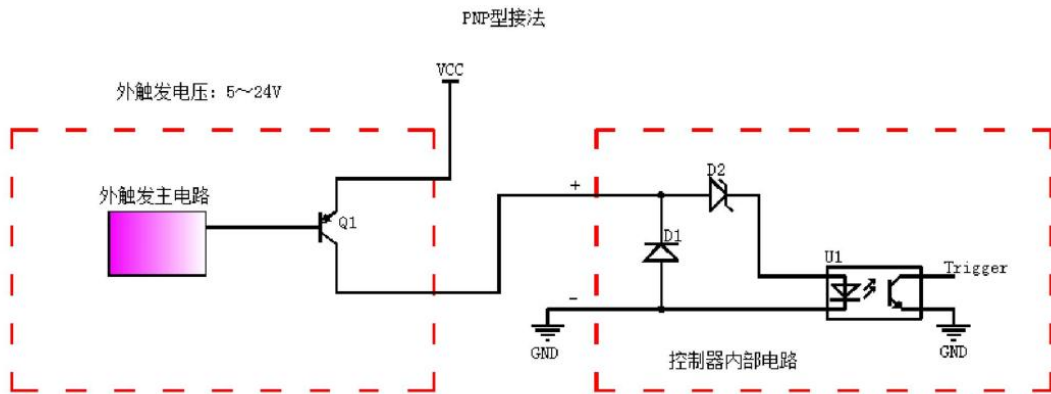 PNP型接法
VCC
外触发电压：5～24V
外触发主电路
Q1
+
D2
D1
U1
Trigger
-
GND
GND
控制器内部电路